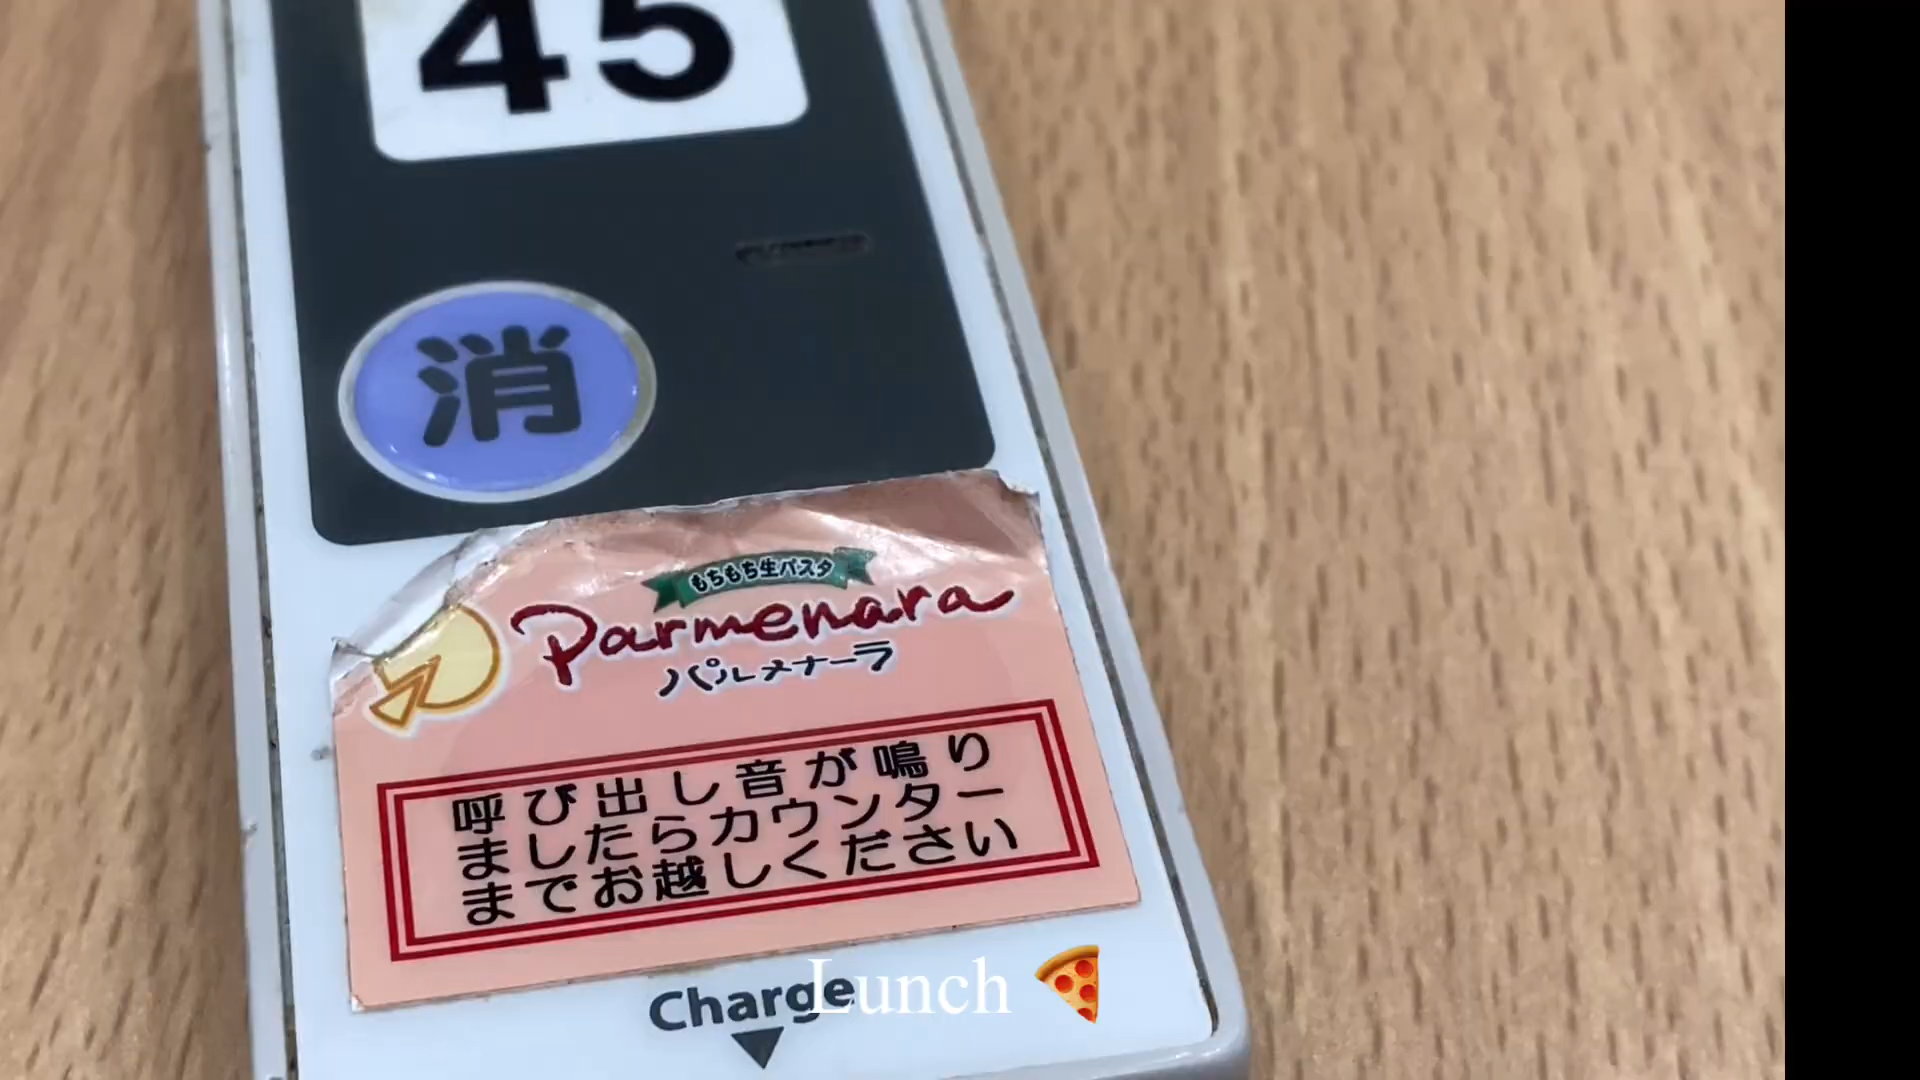 45
消
もちもち生パスタ
Parmenara
パルメナーラ
呼び出し音が鳴り
ましたらカウンター
までお越しください
Charge
Lunch 🍕